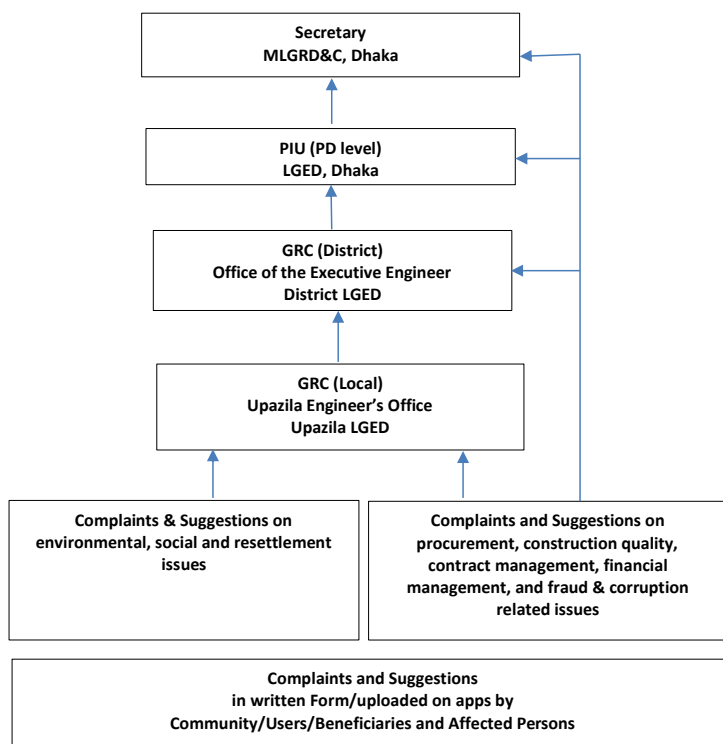 Secretary
MLGRD&C, Dhaka
PIU (PD level)
LGED, Dhaka
GRC (District)
Office of the Executive Engineer
District LGED
GRC (Local)
Upazila Engineer’s Office
Upazila LGED
Complaints & Suggestions on
environmental, social and resettlement
issues
Complaints and Suggestions on
procurement, construction quality,
contract management, financial
management, and fraud & corruption
related issues
Complaints and Suggestions
in written Form/uploaded on apps by
Community/Users/Beneficiaries and Affected Persons